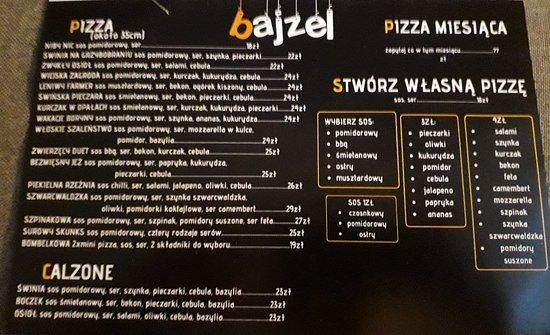 bajzel
PIZZA
(około 35cm)
NIBY NIC sos pomidorowy, ser 18zł
ŚWINIA NA GRZYBOBRANIU sos pomidorowy, ser, szynka, pieczarki 22zł
ZWYKŁY OSIOŁ sos pomidorowy, ser, salami, cebula 22zł
WIEJSKA ZAGRODA sos pomidorowy, ser, kurczak, kukurydza, cebula 24zł
LENIWY FARMER sos musztardowy, ser, bekon, ogórek kiszony, cebula 24zł
ŚWIŃSKA PIECZARA sos śmietanowy, ser, bekon, pieczarki, cebula 24zł
KURCZAK W OPAŁACH sos śmietanowy, ser, kurczak, kukurydza, pieczarki 24zł
WAKACJE sos pomidorowy, ser, szynka, ananas, kukurydza 24zł
WŁOSKIE SZALEŃSTWO sos pomidorowy, ser, mozzarella w kulce,
pomidor, bazylia 24zł
ZWIERZĘCY DUET sos bbq, ser, bekon, kurczak, cebula 25zł
BEZIMIENNY JEŻ sos pomidorowy, ser, papryka, kukurydza,
pieczarki, cebula 25zł
PIEKIELNA RZEŹNIA sos chilli, ser, salami, jalapeno, oliwki, cebula 26zł
SZWARCWALDZKA sos pomidorowy, ser, szynka szwarcwaldzka,
oliwki, pomidorki koktajlowe, ser camembert 29zł
SZPINAKOWA sos pomidorowy, ser, szpinak, pomidory suszone, ser feta 27zł
SUROWY SKUNKS sos pomidorowy, cztery rodzaje serów 25zł
BOMBELKOWA 2xmini pizza, sos, ser, 2 składniki do wyboru 19zł
CALZONE
ŚWINIA sos pomidorowy, ser, szynka, pieczarki, cebula, bazylia 23zł
BOCZEK sos śmietanowy, ser, bekon, pieczarki, cebula, bazylia 23zł
OSIOŁ sos pomidorowy, ser, salami, oliwki, cebula, bazylia 23zł
PIZZA MIESIĄCA
zapytaj co w tym miesiącu ??
zł
STWÓRZ WŁASNĄ PIZZĘ
sos, ser 18zł
WYBIERZ SOS:
• pomidorowy
• bbq
• śmietanowy
• ostry
• musztardowy
SOS 1ZŁ
• czosnkowy
• pomidorowy
• ostry
3ZŁ:
• pieczarki
• oliwki
• kukurydza
• pomidor
• cebula
• jalapeno
• papryka
• ananas
4ZŁ
• salami
• szynka
• kurczak
• bekon
• feta
• camembert
• mozzarella
• szpinak
• szynka
szwarcwaldzka
• pomidory
suszone